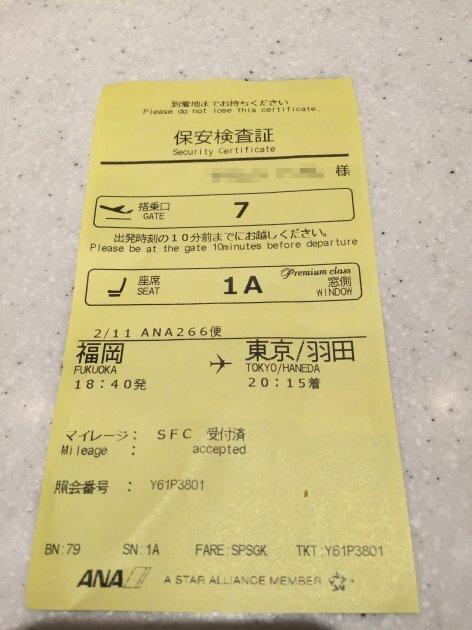 到着地までお持ちください
Please do not lose this certificate.
保安検査証
Security Certificate
様
搭乗口 7
GATE
出発時刻の10分前までにお越しください。
Please be at the gate 10minutes before departure
Premium class
座席 1A 窓側
SEAT WINDOW
2/11 ANA266便
福岡 東京/羽田
FUKUOKA TOKYO/HANEDA
18:40発 20:15着
マイレージ: SFC 受付済
Mileage : accepted
照会番号 : Y61P3801
BN:79 SN:1A FARE:SPSGK TKT:Y61P3801
ANA A STAR ALLIANCE MEMBER